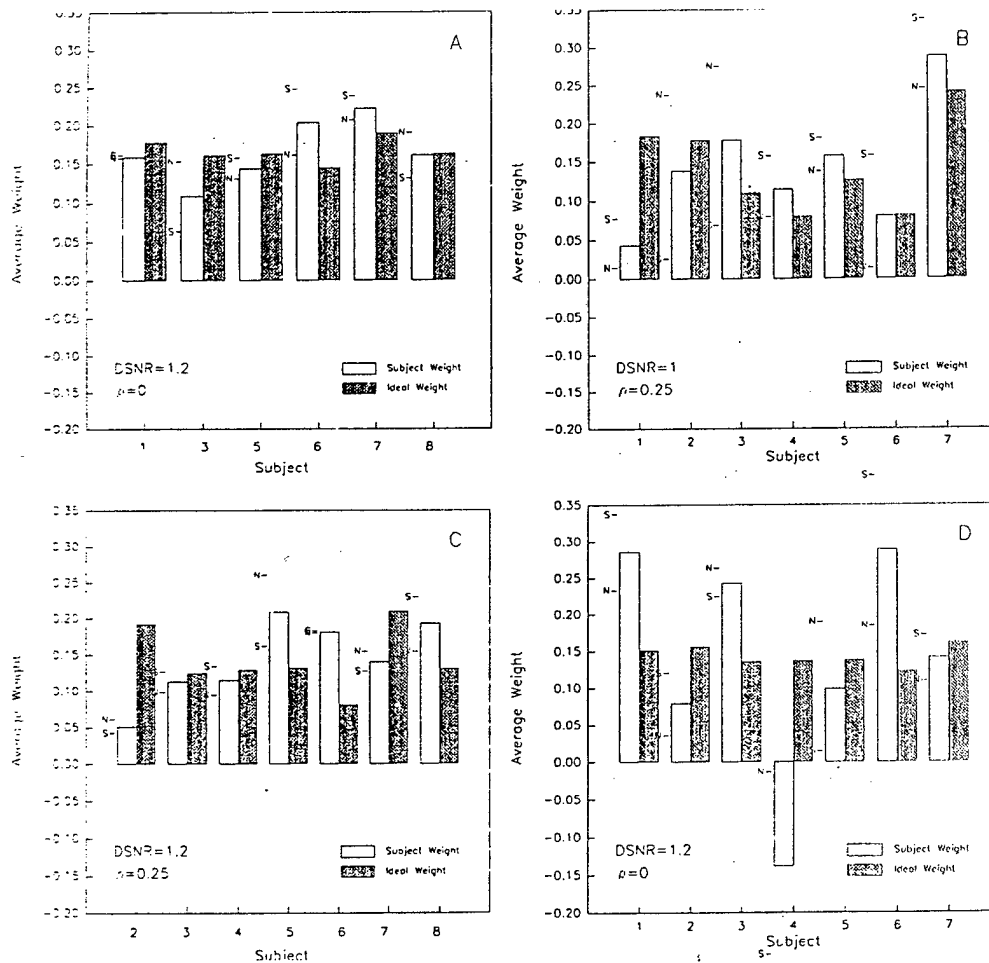 A
0.35
0.30
0.25
0.20
0.15
0.10
0.05
0.00
-0.05
-0.10
-0.15
-0.20
Average Weight
S-
N-
N-
S-
S-
N-
S-
N-
S-
N-
N-
S-
DSNR=1.2
ρ=0
Subject Weight
Ideal Weight
1 3 5 6 7 8
Subject
B
0.35
0.30
0.25
0.20
0.15
0.10
0.05
0.00
-0.05
-0.10
-0.15
-0.20
Average Weight
S-
N-
N-
N-
S-
S-
N-
S-
S-
N-
DSNR=1
ρ=0.25
Subject Weight
Ideal Weight
1 2 3 4 5 6 7
Subject
C
0.35
0.30
0.25
0.20
0.15
0.10
0.05
0.00
-0.05
-0.10
-0.15
-0.20
Average Weight
N-
S-
S-
N-
S-
N-
S-
S-
DSNR=1.2
ρ=0.25
Subject Weight
Ideal Weight
2 3 4 5 6 7 8
Subject
S-
D
0.35
0.30
0.25
0.20
0.15
0.10
0.05
0.00
-0.05
-0.10
-0.15
-0.20
Average Weight
S-
N-
N-
S-
N-
N-
N-
S-
DSNR=1.2
ρ=0
Subject Weight
Ideal Weight
1 2 3 4 5 6 7
Subject
S-